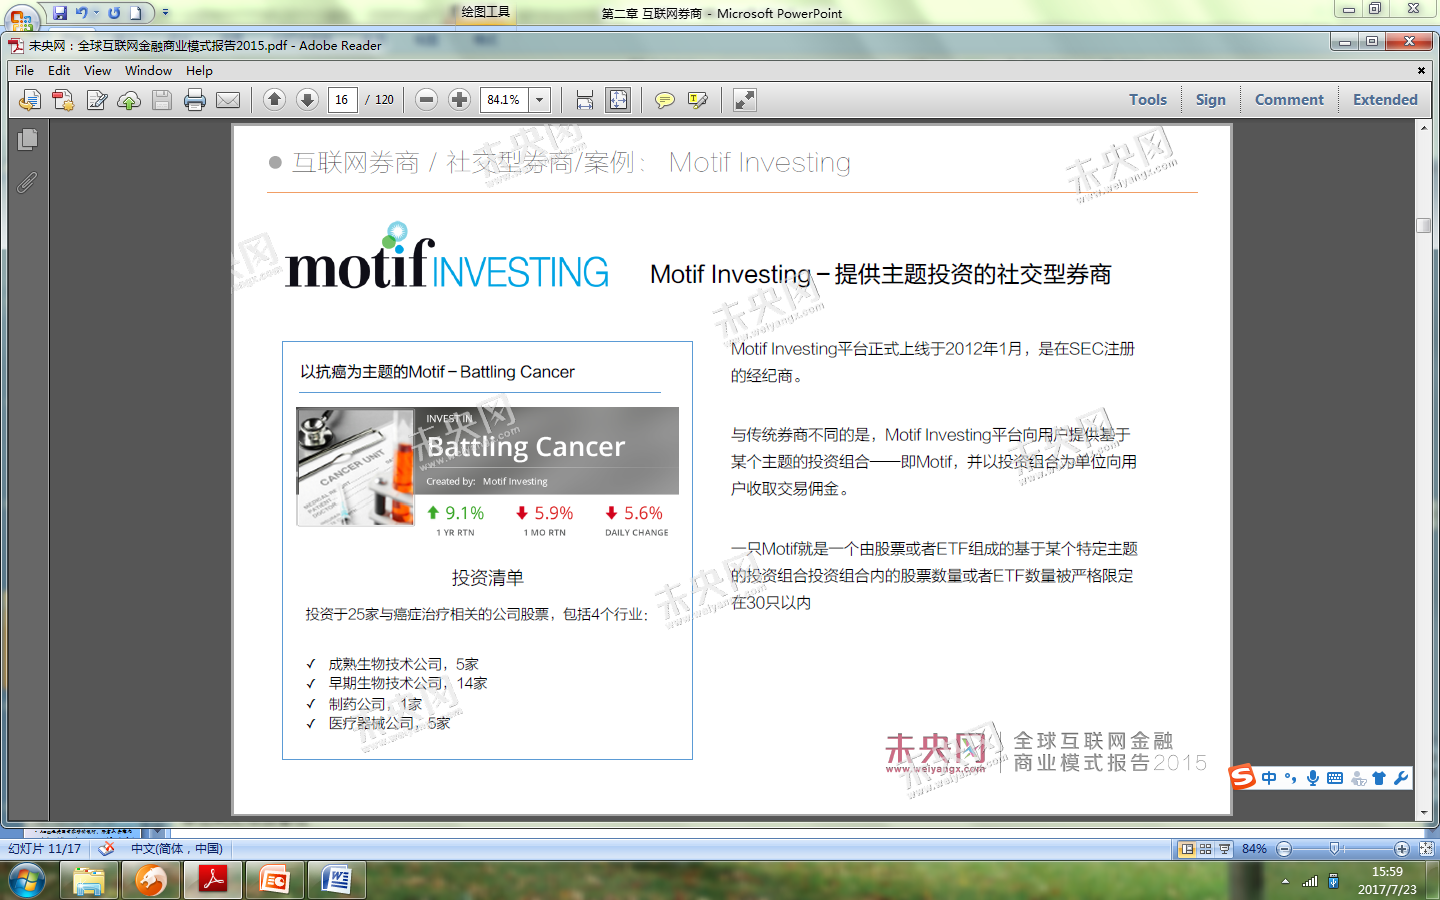 绘图工具
第二章 互联网券商 - Microsoft PowerPoint
未央网：全球互联网金融商业模式报告2015.pdf - Adobe Reader
File Edit View Window Help
16 / 120 84.1% Tools Sign Comment Extended
互联网券商 / 社交型券商/案例： Motif Investing
motif INVESTING
Motif Investing－提供主题投资的社交型券商
以抗癌为主题的Motif－Battling Cancer
INVEST IN
Battling Cancer
Created by: Motif Investing
CANCER UNIT
9.1% 5.9% 5.6%
1 YR RTN 1 MO RTN DAILY CHANGE
投资清单
投资于25家与癌症治疗相关的公司股票，包括4个行业：
✓ 成熟生物技术公司，5家
✓ 早期生物技术公司，14家
✓ 制药公司，1家
✓ 医疗器械公司，5家
Motif Investing平台正式上线于2012年1月，是在SEC注册
的经纪商。
与传统券商不同的是，Motif Investing平台向用户提供基于
某个主题的投资组合——即Motif，并以投资组合为单位向用
户收取交易佣金。
一只Motif就是一个由股票或者ETF组成的基于某个特定主题
的投资组合投资组合内的股票数量或者ETF数量被严格限定
在30只以内
未央网
www.weiyangx.com
全球互联网金融
商业模式报告2015
中
幻灯片 11/17 中文(简体，中国) 84%
15:59
2017/7/23